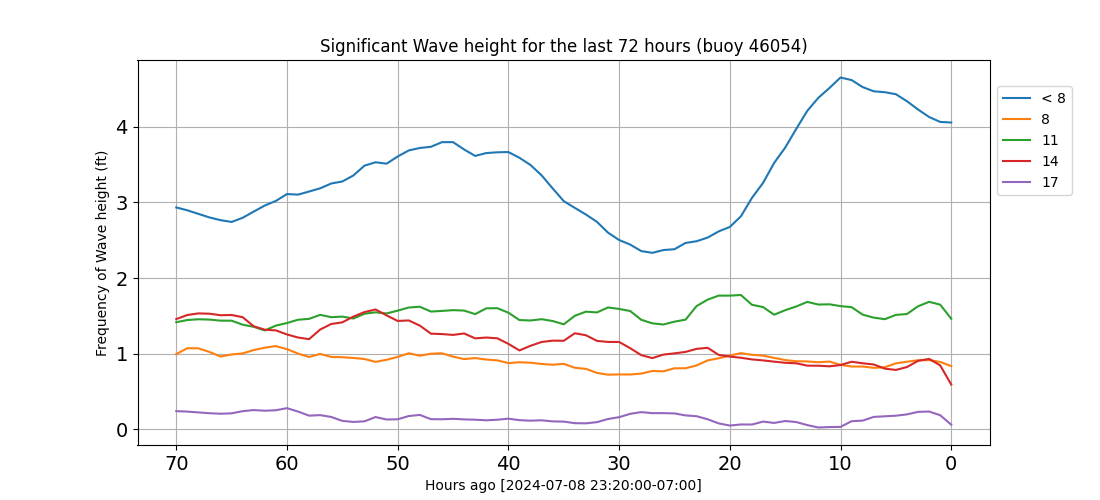 Significant Wave height for the last 72 hours (buoy 46054)
Frequency of Wave height (ft)
4
3
2
1
0
70 60 50 40 30 20 10 0
Hours ago [2024-07-08 23:20:00-07:00]
< 8
8
11
14
17